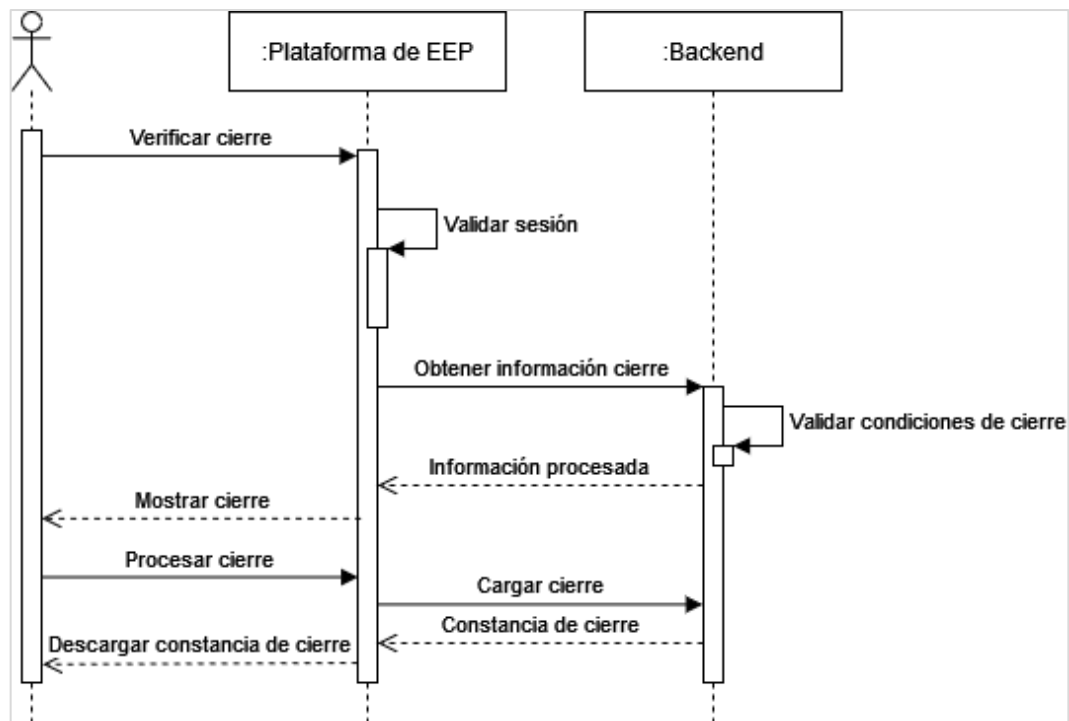 :Plataforma de EEP
:Backend
Verificar cierre
Validar sesión
Obtener información cierre
Validar condiciones de cierre
Información procesada
Mostrar cierre
Procesar cierre
Cargar cierre
Constancia de cierre
Descargar constancia de cierre